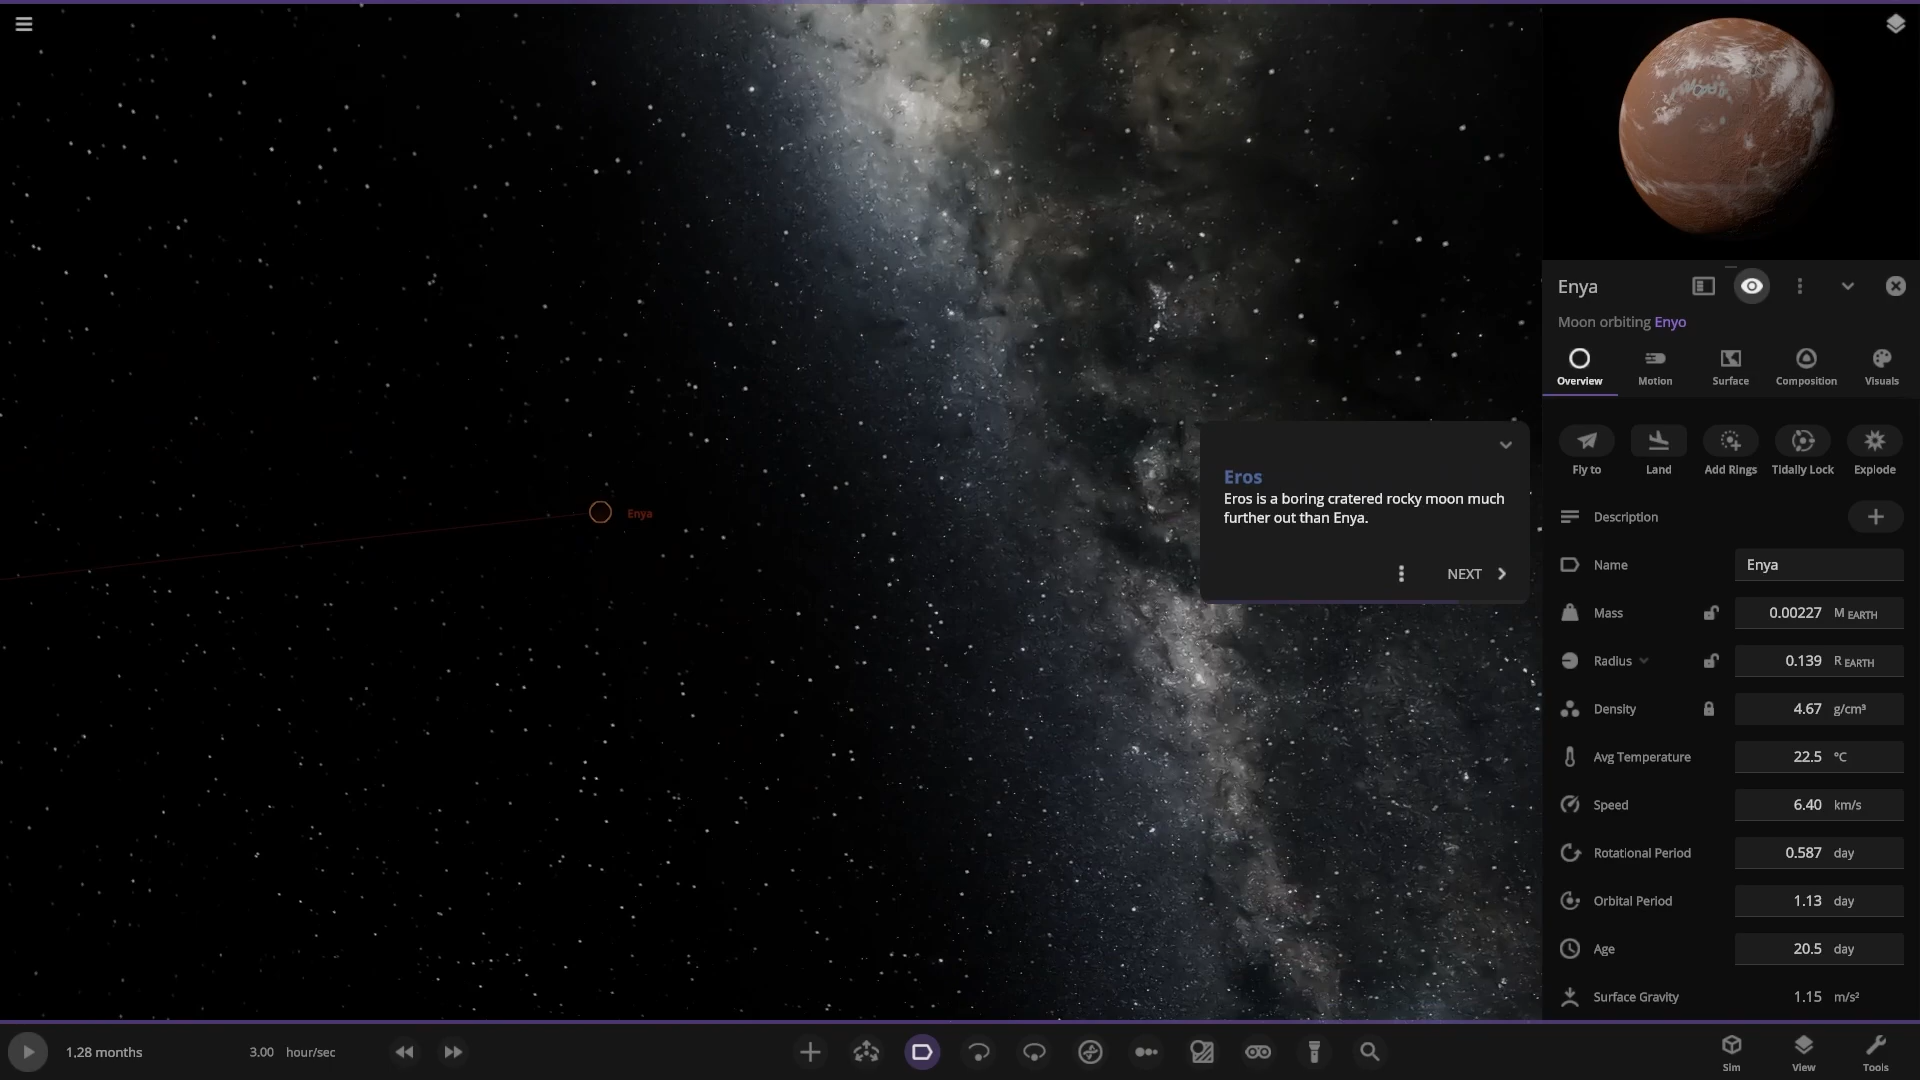 Enya
Moon orbiting Enyo
Overview Motion Surface Composition Visuals
Fly to Land Add Rings Tidally Lock Explode
Description
Name Enya
Mass 0.00227 M EARTH
Radius 0.139 R EARTH
Density 4.67 g/cm³
Avg Temperature 22.5 °C
Speed 6.40 km/s
Rotational Period 0.587 day
Orbital Period 1.13 day
Age 20.5 day
Surface Gravity 1.15 m/s²
Eros
Eros is a boring cratered rocky moon much
further out than Enya.
NEXT
Enya
1.28 months 3.00 hour/sec
Sim View Tools